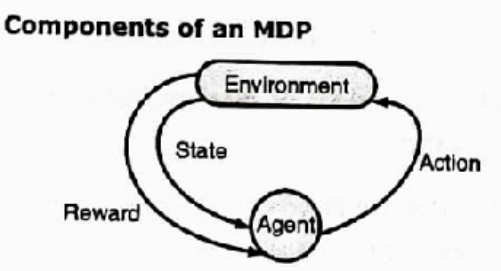 Components of an MDP
Environment
State
Action
Reward
Agent